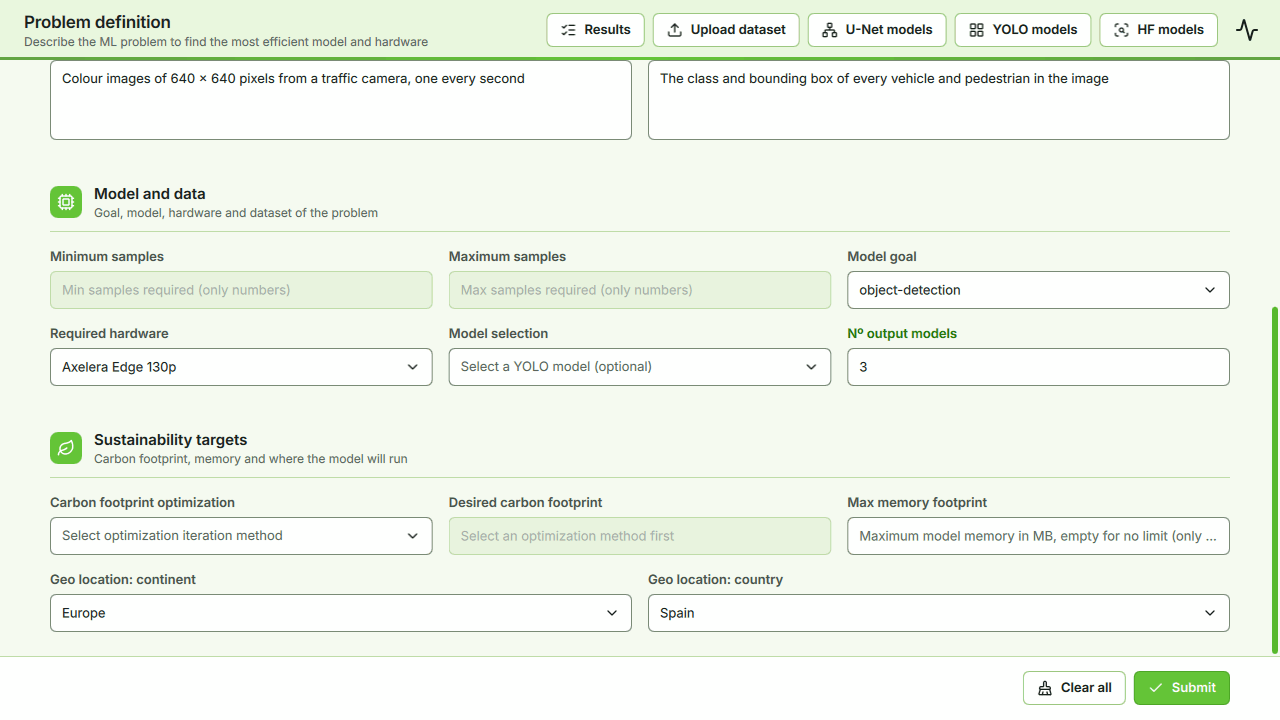 Problem definition
Describe the ML problem to find the most efficient model and hardware
Results
Upload dataset
U-Net models
YOLO models
HF models
Colour images of 640 × 640 pixels from a traffic camera, one every second
The class and bounding box of every vehicle and pedestrian in the image
Model and data
Goal, model, hardware and dataset of the problem
Minimum samples
Maximum samples
Model goal
Min samples required (only numbers)
Max samples required (only numbers)
object-detection
Required hardware
Model selection
Nº output models
Axelera Edge 130p
Select a YOLO model (optional)
3
Sustainability targets
Carbon footprint, memory and where the model will run
Carbon footprint optimization
Desired carbon footprint
Max memory footprint
Select optimization iteration method
Select an optimization method first
Maximum model memory in MB, empty for no limit (only ...
Geo location: continent
Geo location: country
Europe
Spain
Clear all
Submit